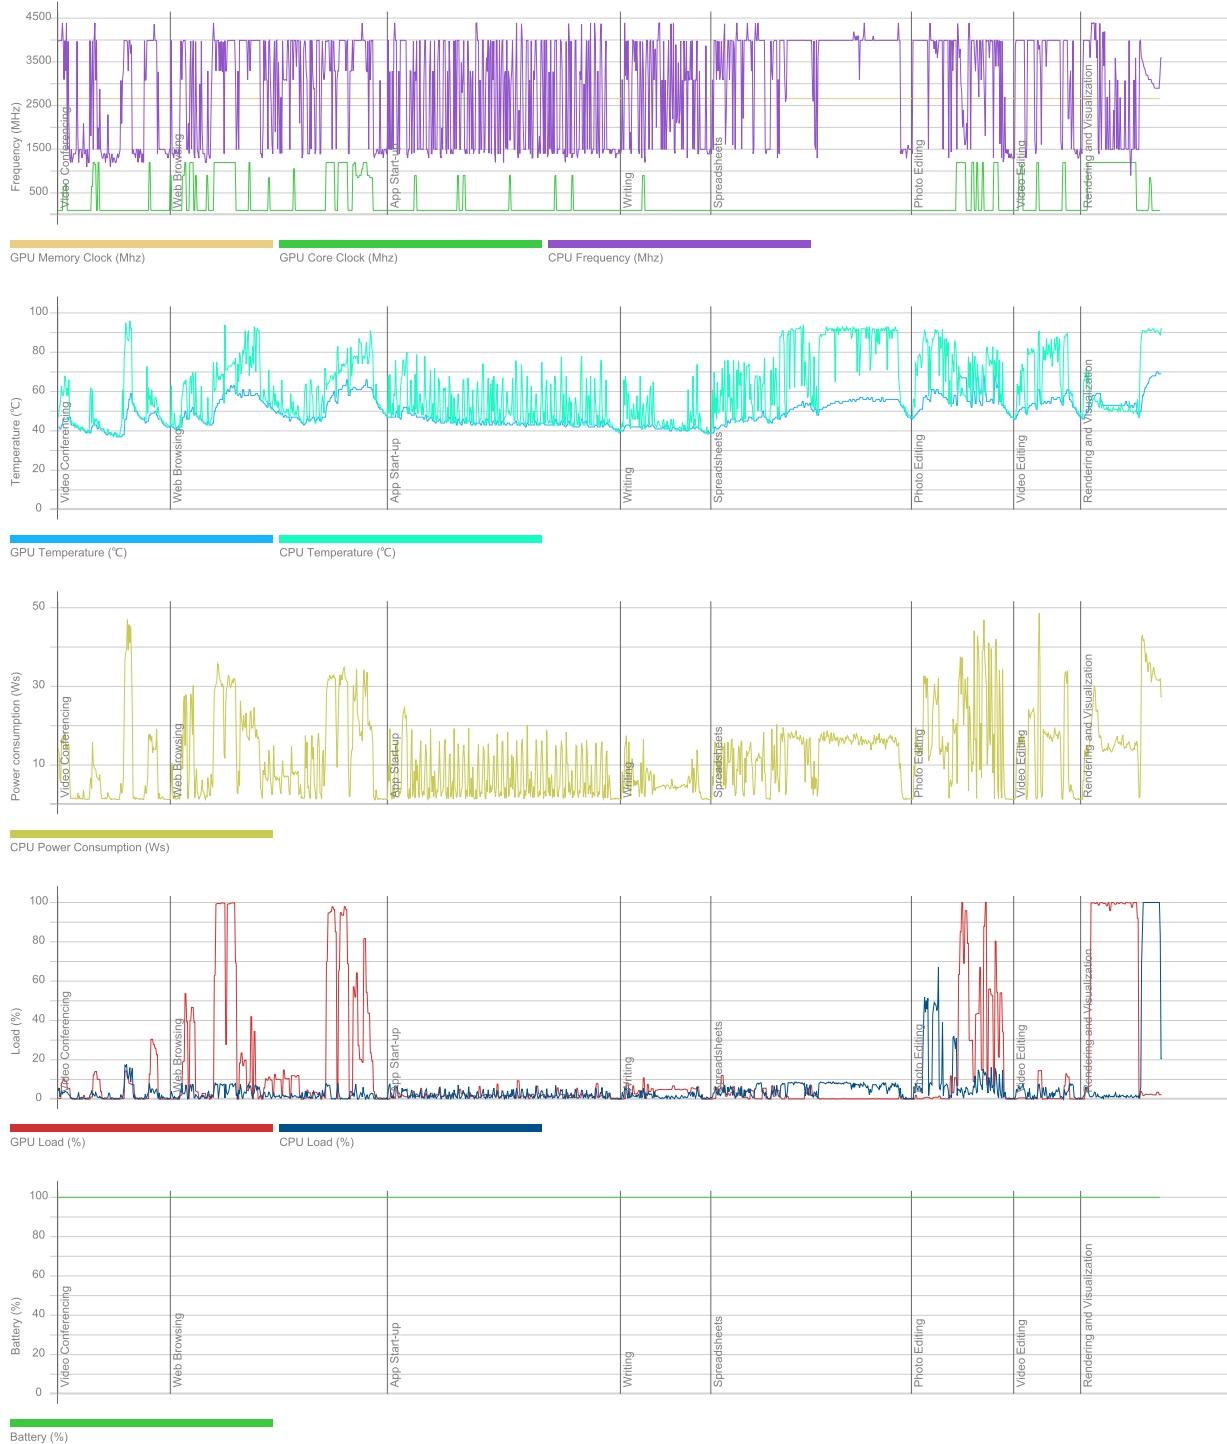 4500
3500
2500
1500
500
Frequency (MHz)
Video Conferencing
Web Browsing
App Start-up
Writing
Spreadsheets
Photo Editing
Video Editing
Rendering and Visualization
GPU Memory Clock (Mhz)
GPU Core Clock (Mhz)
CPU Frequency (Mhz)
100
80
60
40
20
0
Temperature (°C)
Video Conferencing
Web Browsing
App Start-up
Writing
Spreadsheets
Photo Editing
Video Editing
Rendering and Visualization
GPU Temperature (°C)
CPU Temperature (°C)
50
30
10
Power consumption (Ws)
Video Conferencing
Web Browsing
App Start-up
Writing
Spreadsheets
Photo Editing
Video Editing
Rendering and Visualization
CPU Power Consumption (Ws)
100
80
60
40
20
0
Load (%)
Video Conferencing
Web Browsing
App Start-up
Writing
Spreadsheets
Photo Editing
Video Editing
Rendering and Visualization
GPU Load (%)
CPU Load (%)
100
80
60
40
20
0
Battery (%)
Video Conferencing
Web Browsing
App Start-up
Writing
Spreadsheets
Photo Editing
Video Editing
Rendering and Visualization
Battery (%)